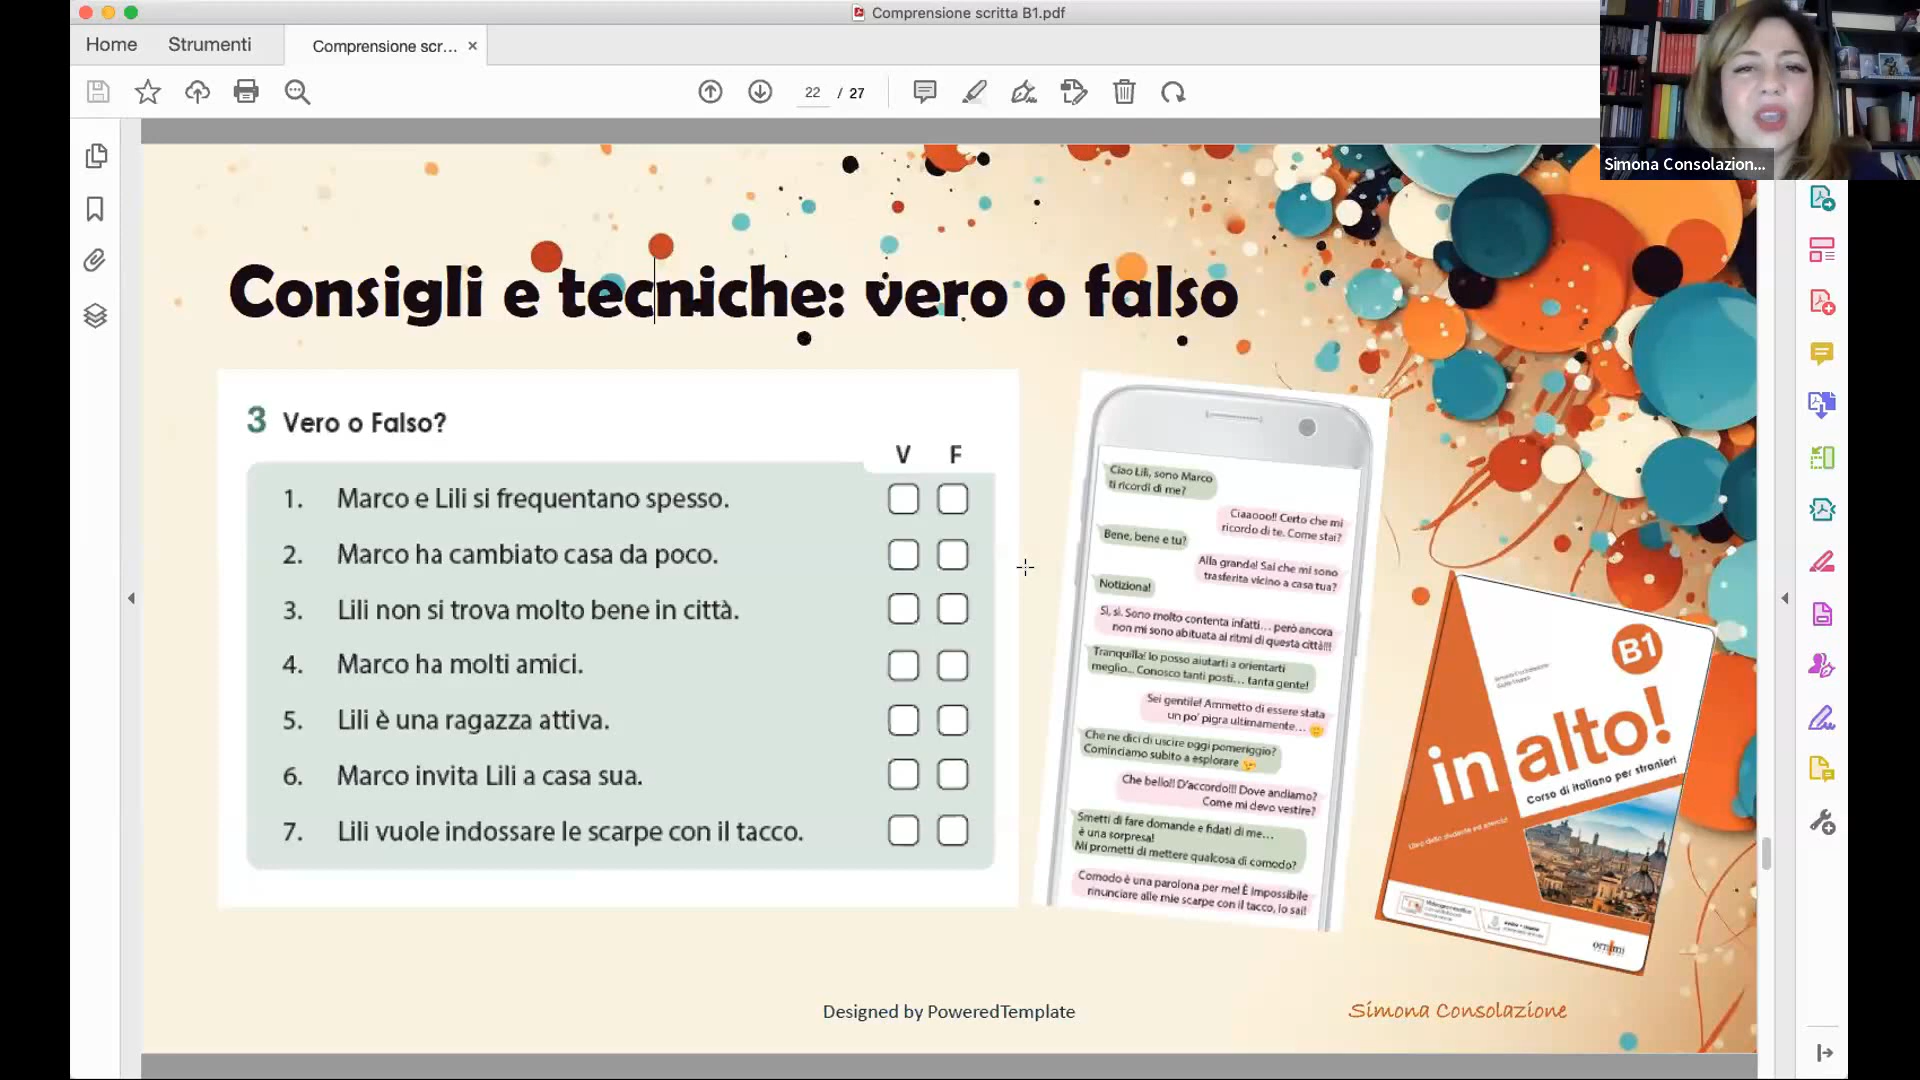 Comprensione scritta B1.pdf
Home
Strumenti
Comprensione scr...
22 / 27
Simona Consolazion...
Consigli e tecniche: vero o falso
3 Vero o Falso?
V F
1. Marco e Lili si frequentano spesso.
2. Marco ha cambiato casa da poco.
3. Lili non si trova molto bene in città.
4. Marco ha molti amici.
5. Lili è una ragazza attiva.
6. Marco invita Lili a casa sua.
7. Lili vuole indossare le scarpe con il tacco.
Ciao Lili, sono Marco
ti ricordi di me?
Ciaaooo!! Certo che mi
ricordo di te. Come stai?
Bene, bene e tu?
Alla grande! Sai che mi sono
trasferita vicino a casa tua?
Notiziona!
Sì, sì. Sono molto contenta infatti... però ancora
non mi sono abituata ai ritmi di questa città!!!
Tranquilla! Io posso aiutarti a orientarti
meglio... Conosco tanti posti... tanta gente!
Sei gentile! Ammetto di essere stata
un po' pigra ultimamente...
Che ne dici di uscire oggi pomeriggio?
Cominciamo subito a esplorare
Che bello!! D'accordo!!! Dove andiamo?
Come mi devo vestire?
Smetti di fare domande e fidati di me...
è una sorpresa!
Mi prometti di mettere qualcosa di comodo?
Comodo è una parolona per me! È impossibile
rinunciare alle mie scarpe con il tacco, lo sai!
B1
in alto!
Corso di italiano per stranieri
ornimi
Designed by PoweredTemplate
Simona Consolazione